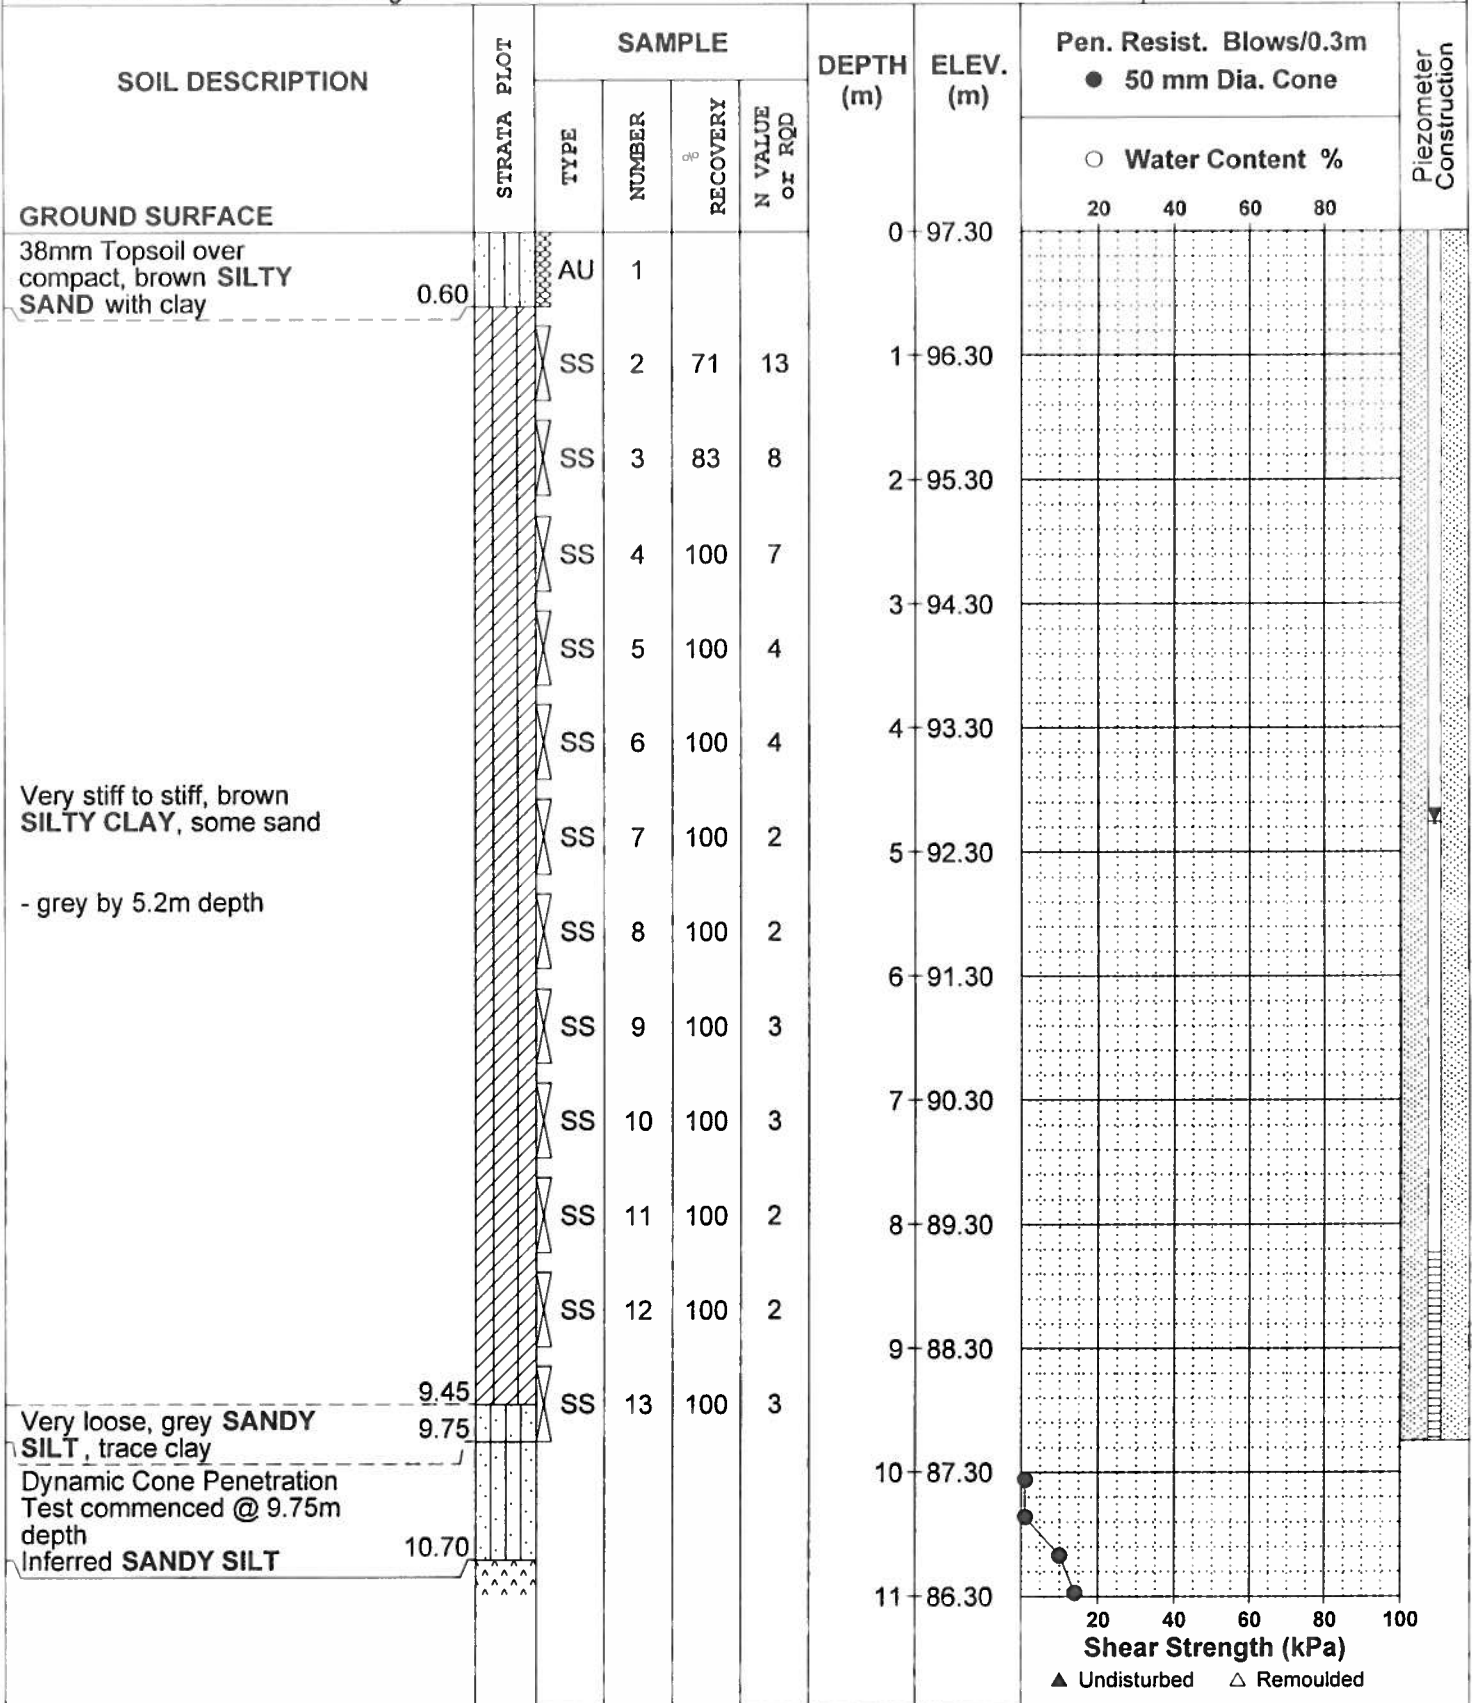 SOIL DESCRIPTION
GROUND SURFACE
STRATA PLOT
SAMPLE
TYPE
NUMBER
% RECOVERY
N VALUE
or RQD
DEPTH
(m)
ELEV.
(m)
Pen. Resist. Blows/0.3m
● 50 mm Dia. Cone
○ Water Content %
20 40 60 80
Piezometer
Construction
38mm Topsoil over
compact, brown SILTY
SAND with clay 0.60
AU 1
0 97.30
SS 2 71 13
1 96.30
SS 3 83 8
2 95.30
SS 4 100 7
3 94.30
SS 5 100 4
SS 6 100 4
4 93.30
Very stiff to stiff, brown
SILTY CLAY, some sand
SS 7 100 2
5 92.30
- grey by 5.2m depth
SS 8 100 2
6 91.30
SS 9 100 3
7 90.30
SS 10 100 3
SS 11 100 2
8 89.30
SS 12 100 2
9 88.30
9.45
SS 13 100 3
Very loose, grey SANDY 9.75
SILT, trace clay
10 87.30
Dynamic Cone Penetration
Test commenced @ 9.75m
depth
Inferred SANDY SILT 10.70
11 86.30
20 40 60 80 100
Shear Strength (kPa)
▲ Undisturbed △ Remoulded